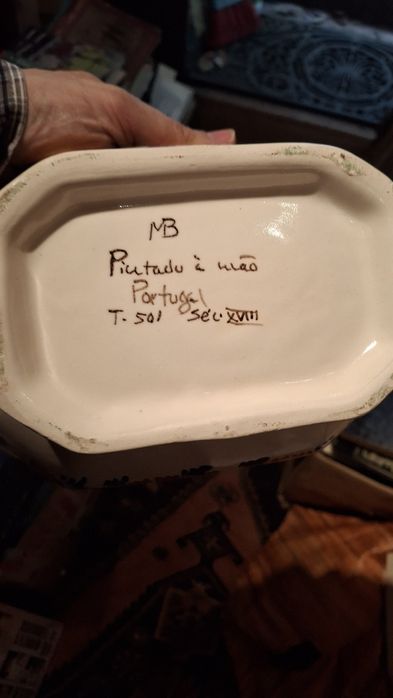 MB
Pintado à mão
Portugal
T. 501 Séc. XVIII